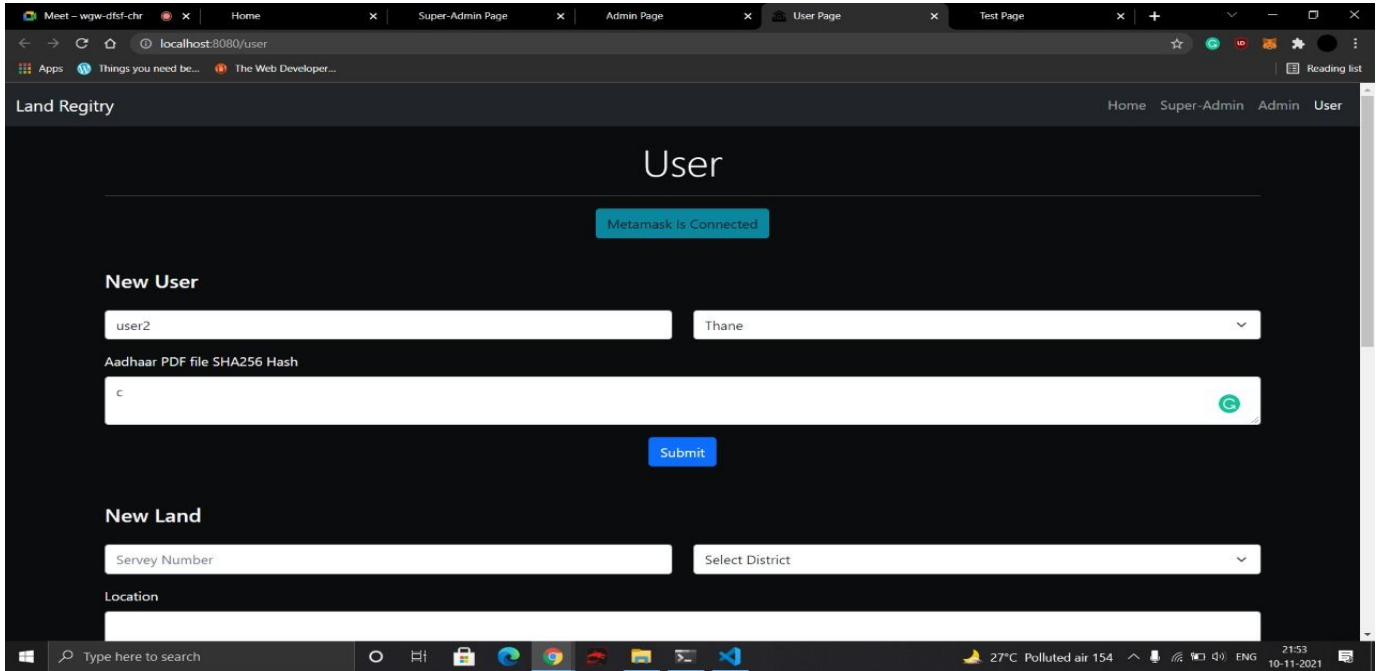 Meet – wgw-dfsf-chr Home Super-Admin Page Admin Page User Page Test Page
localhost:8080/user
Apps Things you need be... The Web Developer... Reading list
Land Regitry Home Super-Admin Admin User
User
Metamask Is Connected
New User
user2 Thane
Aadhaar PDF file SHA256 Hash
c
Submit
New Land
Servey Number Select District
Location
Type here to search 27°C Polluted air 154 ENG 21:53
10-11-2021